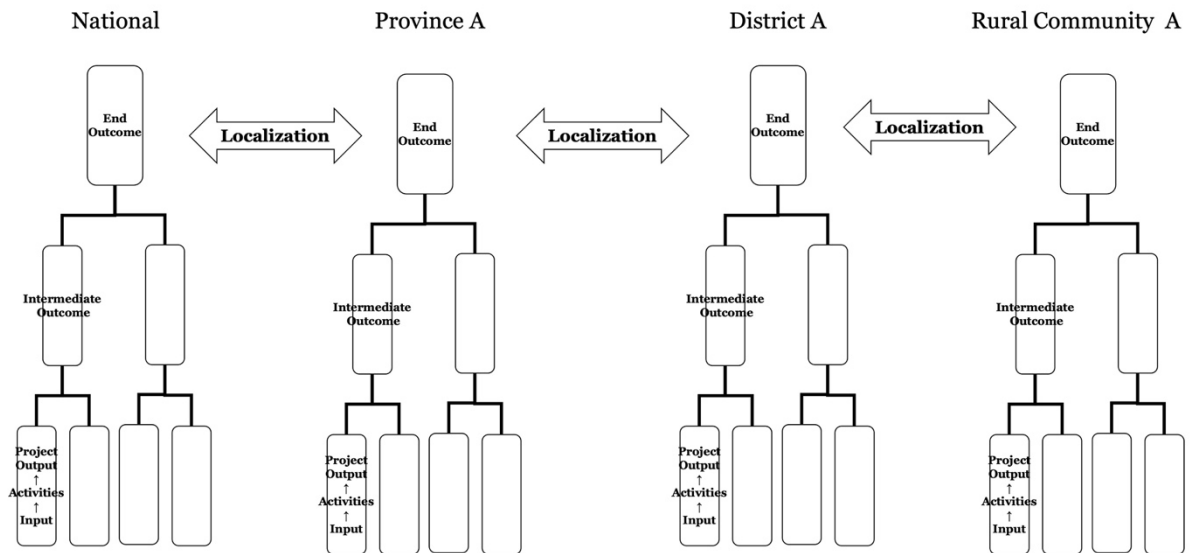 National
Province A
District A
Rural Community A
End
Outcome
Localization
End
Outcome
Localization
End
Outcome
Localization
End
Outcome
Intermediate
Outcome
Intermediate
Outcome
Intermediate
Outcome
Intermediate
Outcome
Project
Output
↑
Activities
↑
Input
Project
Output
↑
Activities
↑
Input
Project
Output
↑
Activities
↑
Input
Project
Output
↑
Activities
↑
Input